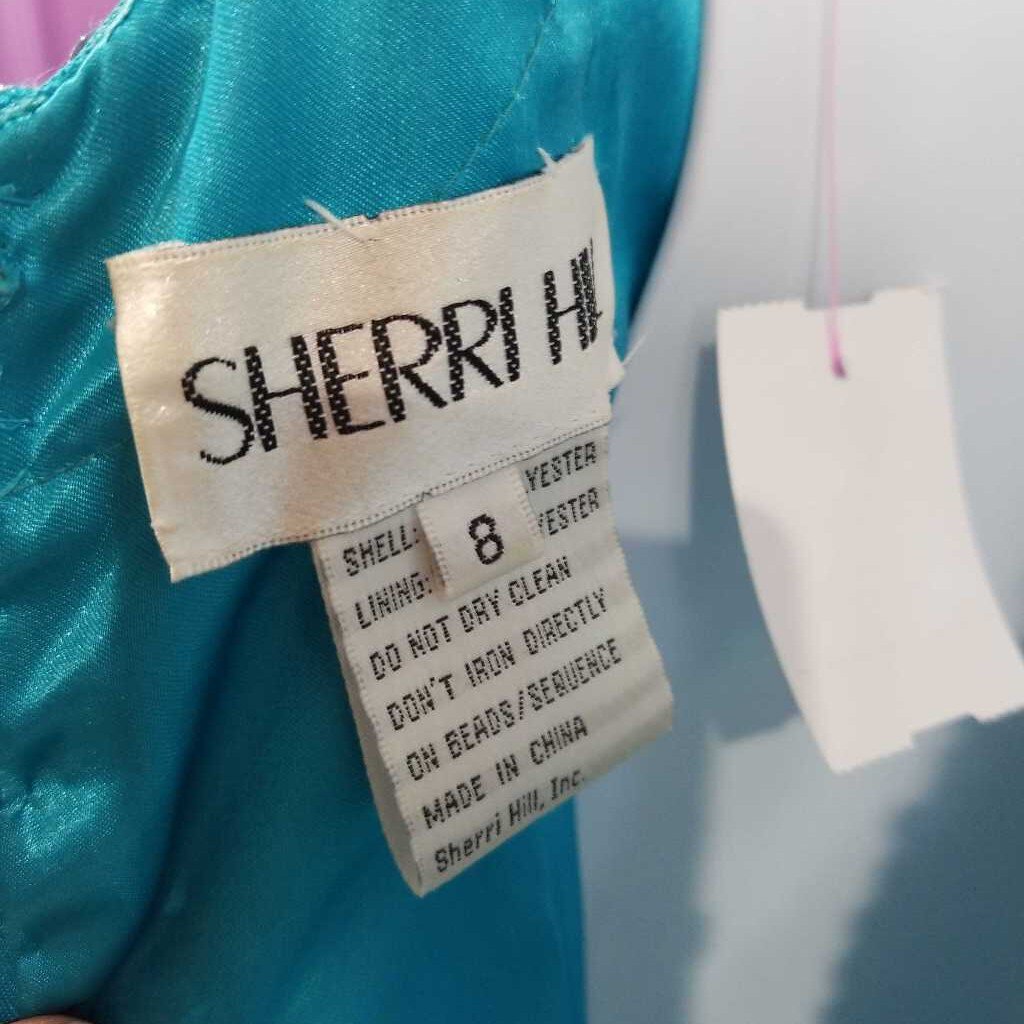 SHERRI HILL
SHELL: YESTER
8
LINING: YESTER
DO NOT DRY CLEAN
DON'T IRON DIRECTLY
ON BEADS/SEQUENCE
MADE IN CHINA
Sherri Hill, Inc.